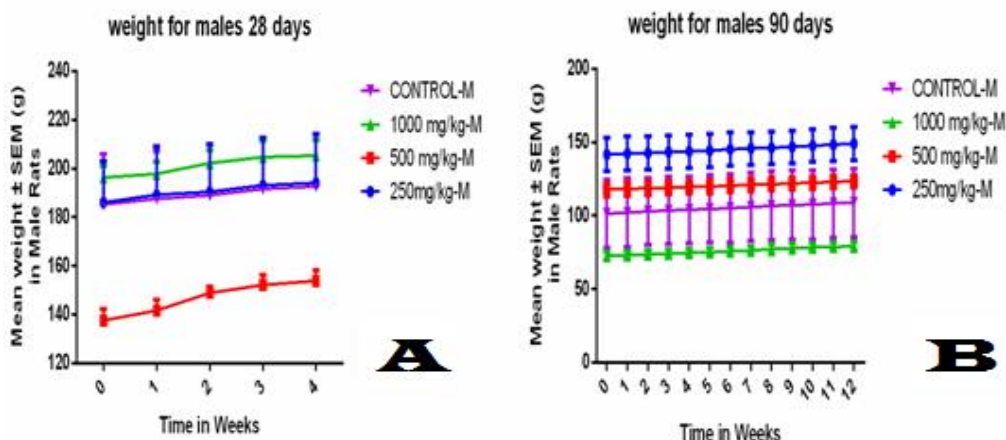 weight for males 28 days
Mean weight ± SEM (g)
in Male Rats
240
220
200
180
160
140
120
0
1
2
3
4
Time in Weeks
CONTROL-M
1000 mg/kg-M
500 mg/kg-M
250mg/kg-M
A
weight for males 90 days
Mean weight ± SEM (g)
in Male Rats
200
150
100
50
0
0
1
2
3
4
5
6
7
8
9
10
11
12
Time in Weeks
CONTROL-M
1000 mg/kg-M
500 mg/kg-M
250mg/kg-M
B